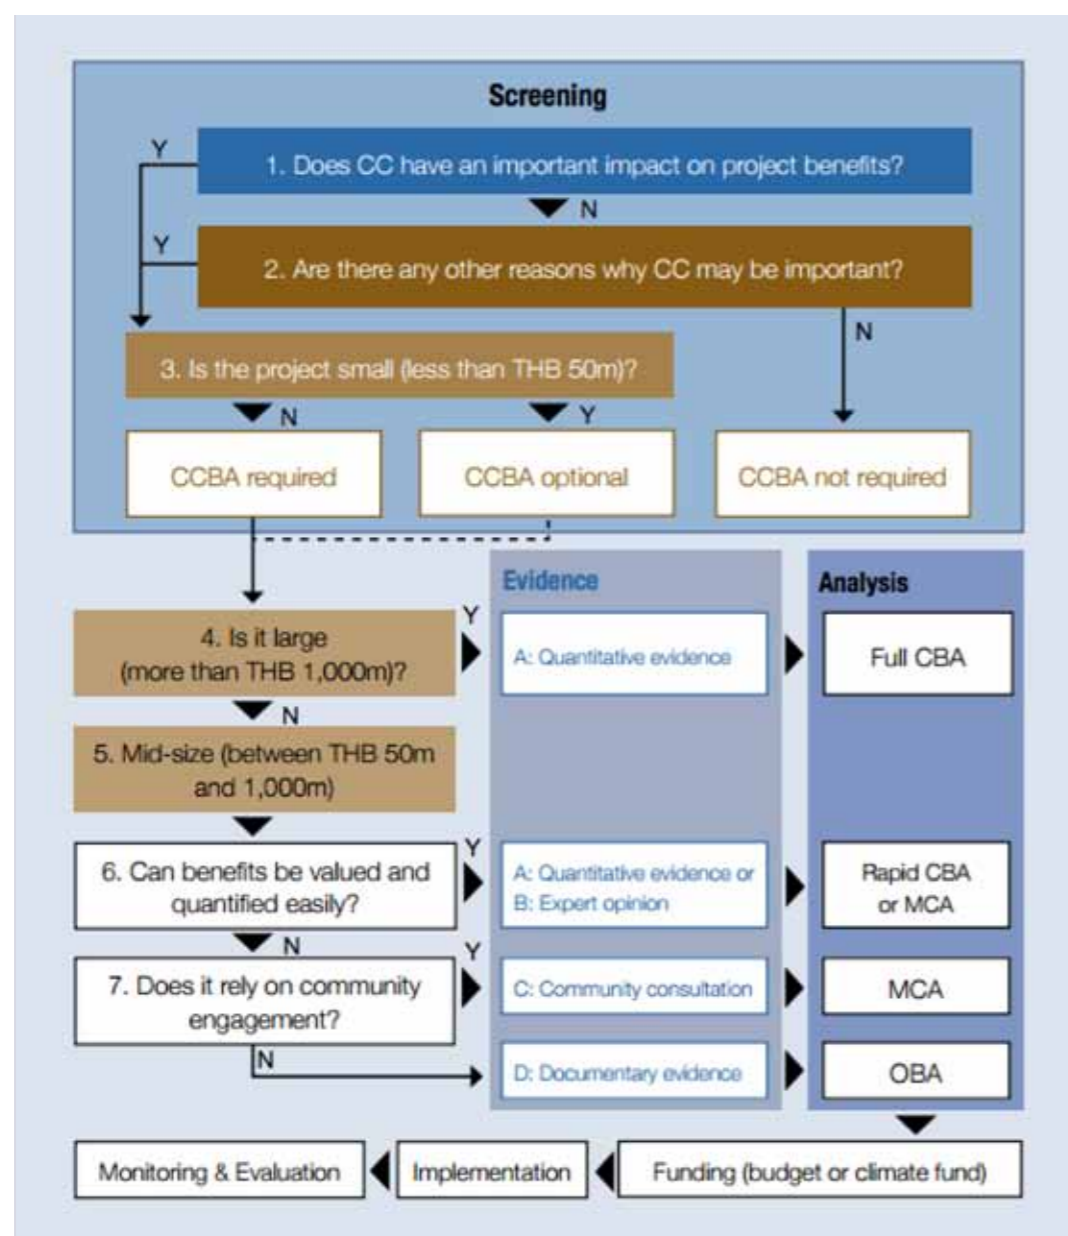 Screening
Y
1. Does CC have an important impact on project benefits?
N
Y
2. Are there any other reasons why CC may be important?
N
3. Is the project small (less than THB 50m)?
N
Y
CCBA required
CCBA optional
CCBA not required
Evidence
Analysis
4. Is it large
(more than THB 1,000m)?
Y
A: Quantitative evidence
Full CBA
N
5. Mid-size (between THB 50m
and 1,000m)
6. Can benefits be valued and
quantified easily?
Y
A: Quantitative evidence or
B: Expert opinion
Rapid CBA
or MCA
N
7. Does it rely on community
engagement?
Y
C: Community consultation
MCA
N
D: Documentary evidence
OBA
Monitoring & Evaluation
Implementation
Funding (budget or climate fund)